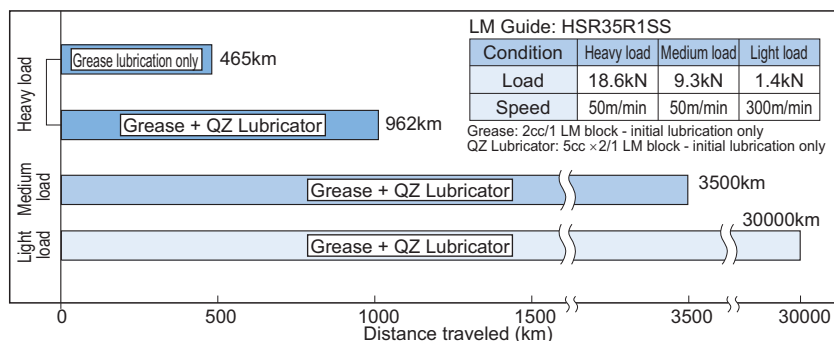 LM Guide: HSR35R1SS
Condition Heavy load Medium load Light load
Load 18.6kN 9.3kN 1.4kN
Speed 50m/min 50m/min 300m/min
Grease: 2cc/1 LM block - initial lubrication only
QZ Lubricator: 5cc ×2/1 LM block - initial lubrication only
Heavy load
Grease lubrication only 465km
Grease + QZ Lubricator 962km
Medium
load
Grease + QZ Lubricator 3500km
Light
load
Grease + QZ Lubricator 30000km
0 500 1000 1500 3500 30000
Distance traveled (km)